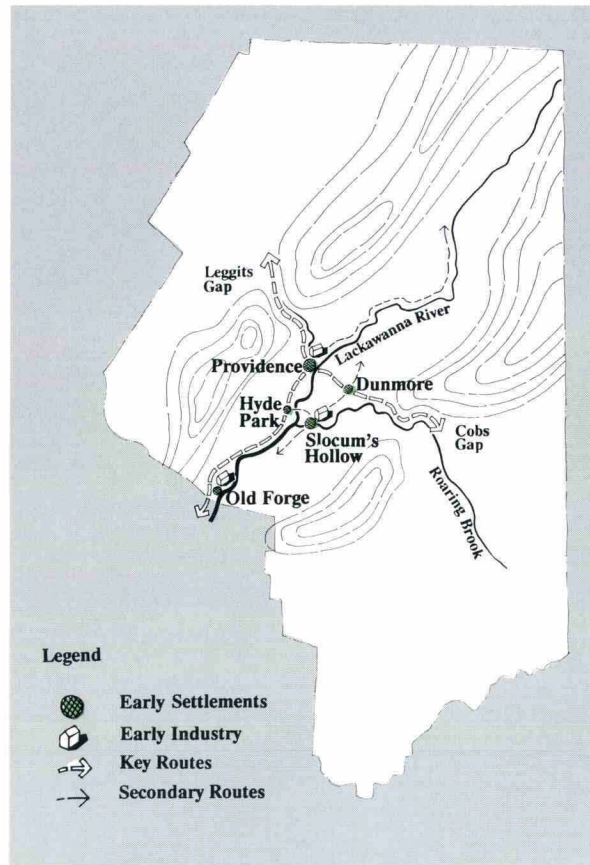 Leggits
Gap
Lackawanna River
Providence
Dunmore
Hyde
Park
Cobs
Gap
Slocum's
Hollow
Roaring Brook
Old Forge
Legend
Early Settlements
Early Industry
Key Routes
Secondary Routes